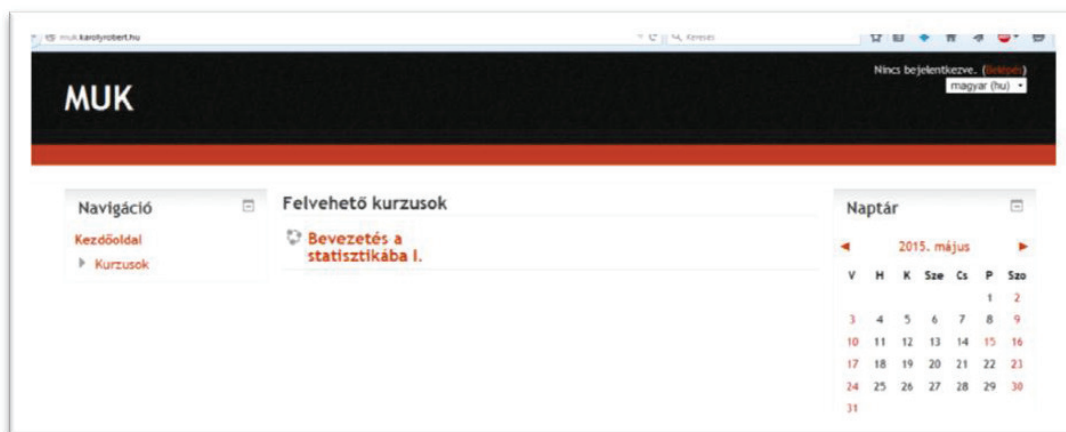 muk.karolyrobert.hu
Keresés
Nincs bejelentkezve. (Belépés)
magyar (hu)
MUK
Navigáció
Kezdőoldal
Kurzusok
Felvehető kurzusok
Bevezetés a
statisztikába I.
Naptár
2015. május
V H K Sze Cs P Szo
1 2
3 4 5 6 7 8 9
10 11 12 13 14 15 16
17 18 19 20 21 22 23
24 25 26 27 28 29 30
31